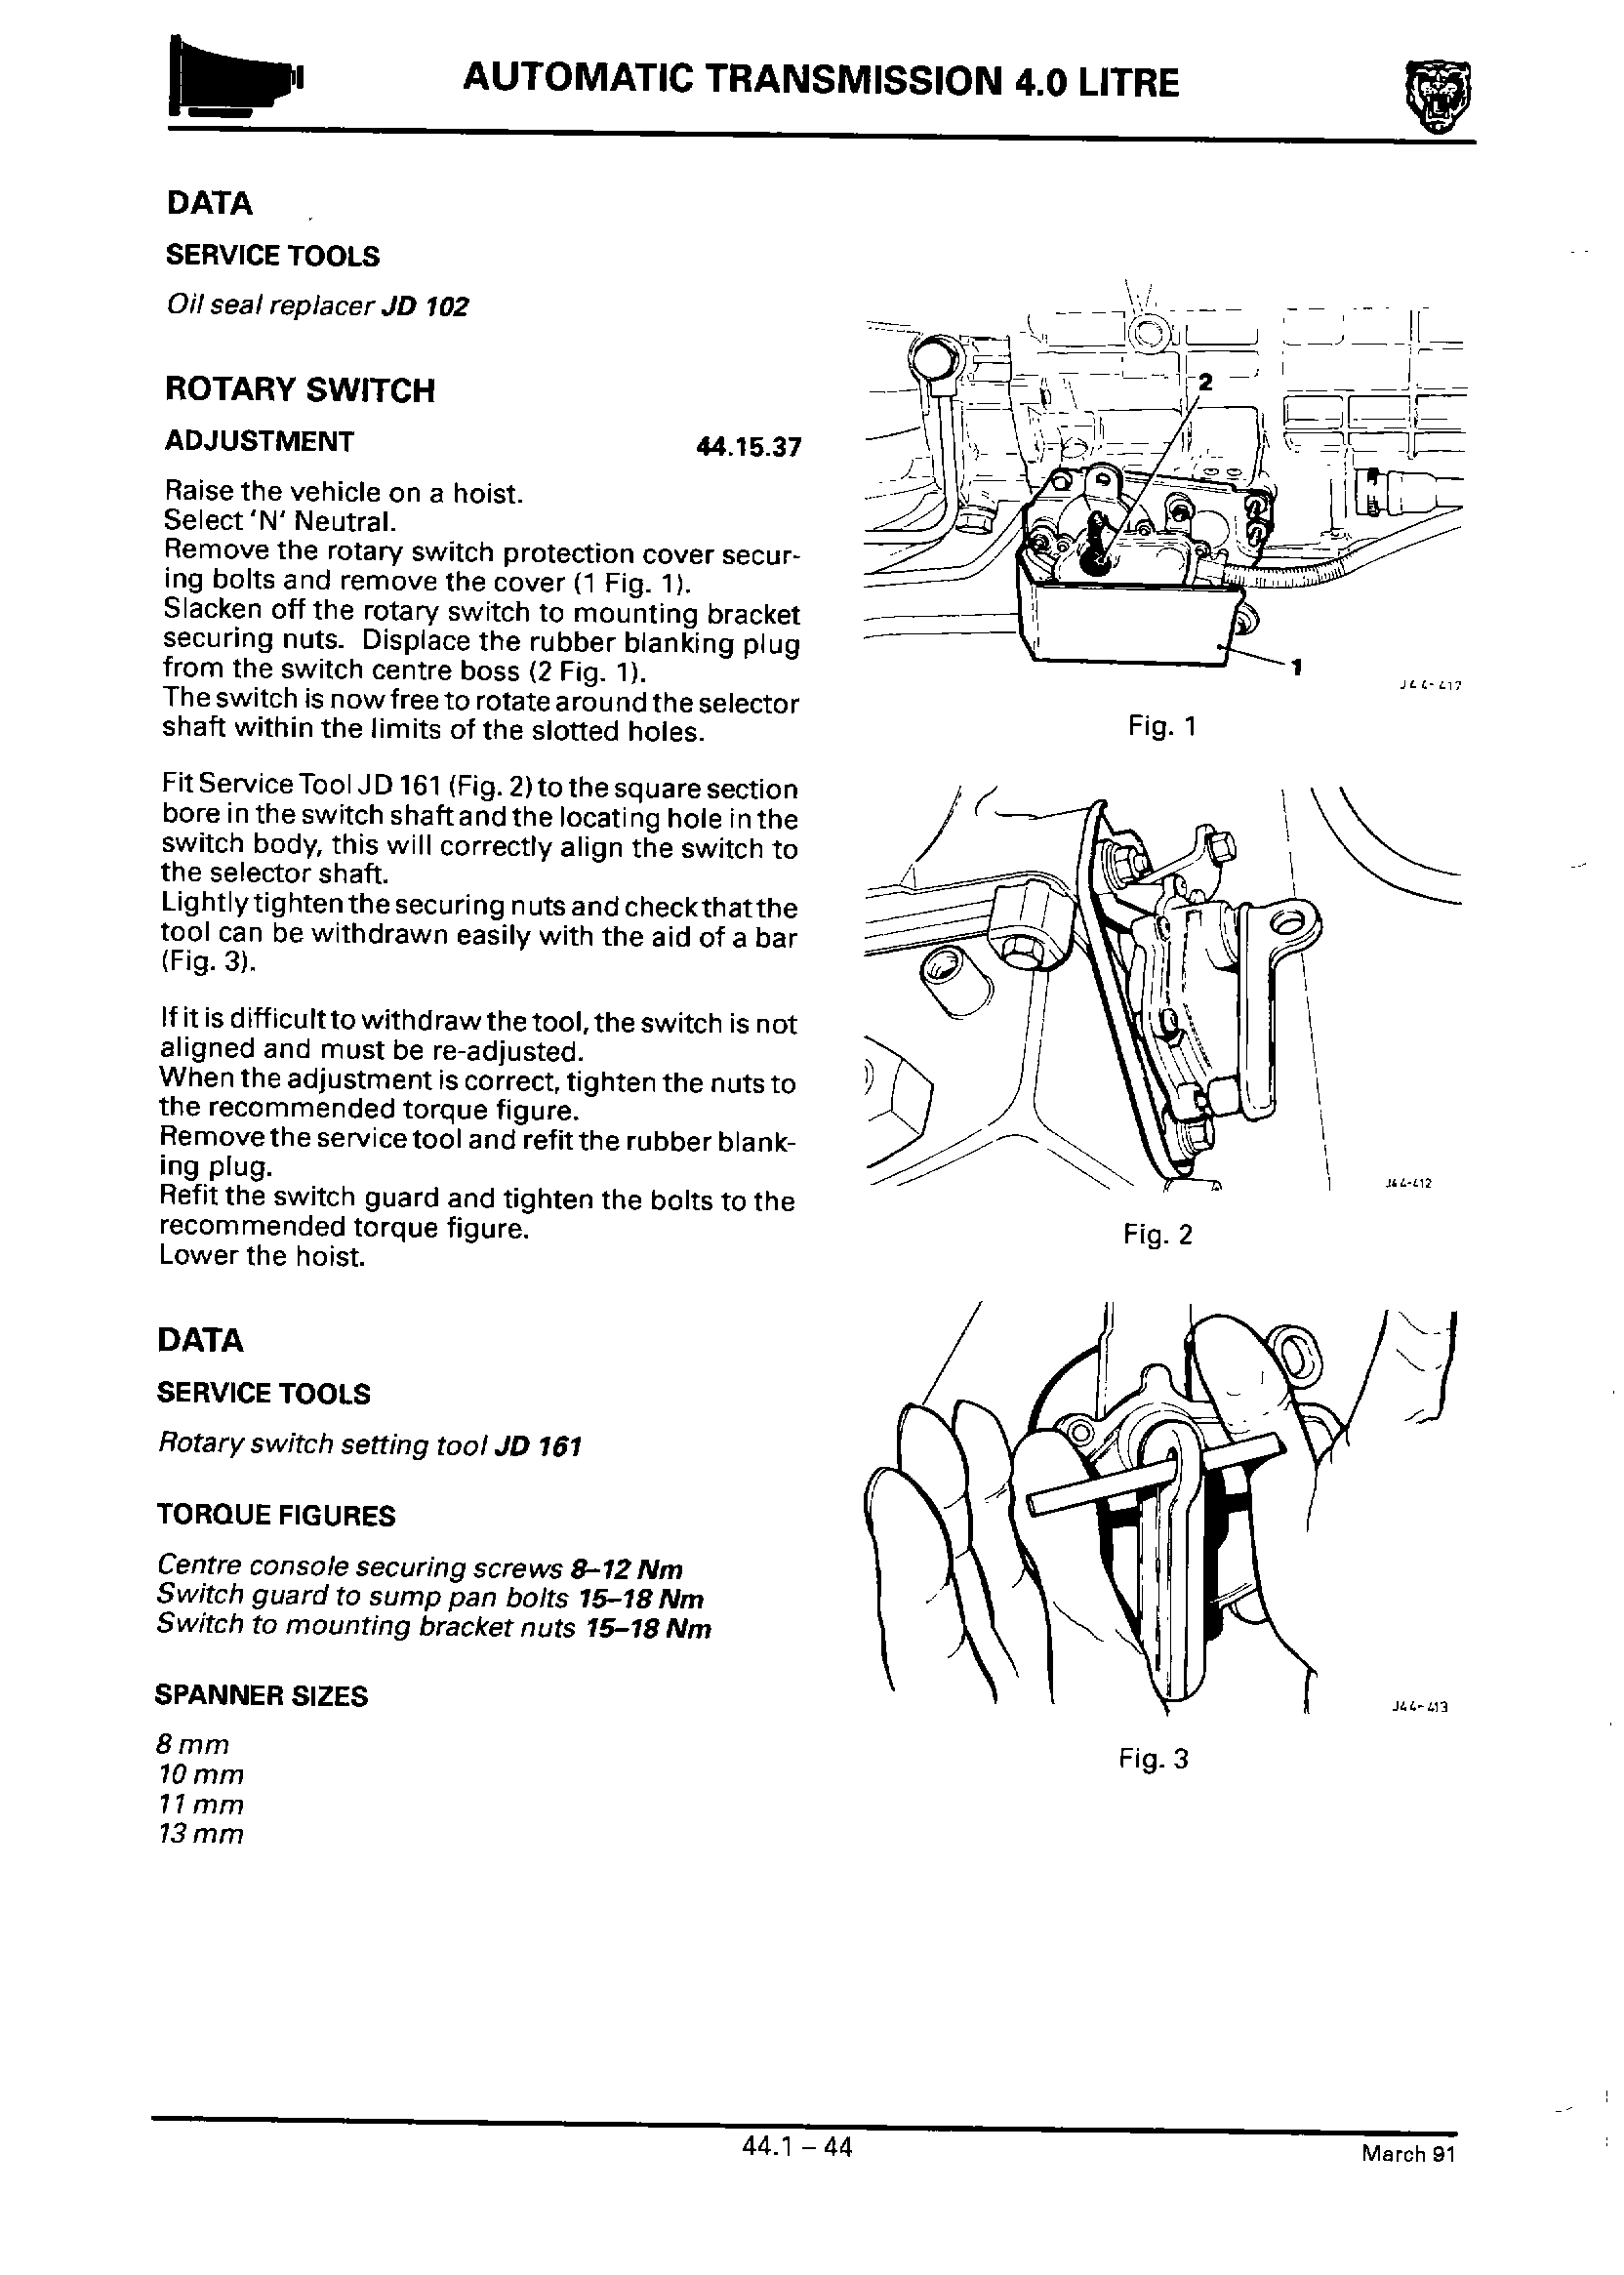 AUTOMATIC TRANSMISSION 4.0 LITRE
DATA
SERVICE TOOLS
Oil seal replacer JD 102
ROTARY SWITCH
ADJUSTMENT 44.15.37
Raise the vehicle on a hoist.
Select 'N' Neutral.
Remove the rotary switch protection cover secur-
ing bolts and remove the cover (1 Fig. 1).
Slacken off the rotary switch to mounting bracket
securing nuts. Displace the rubber blanking plug
from the switch centre boss (2 Fig. 1).
The switch is now free to rotate around the selector
shaft within the limits of the slotted holes.
Fit Service Tool JD 161 (Fig. 2) to the square section
bore in the switch shaft and the locating hole in the
switch body, this will correctly align the switch to
the selector shaft.
Lightly tighten the securing nuts and check that the
tool can be withdrawn easily with the aid of a bar
(Fig. 3).
If it is difficult to withdraw the tool, the switch is not
aligned and must be re-adjusted.
When the adjustment is correct, tighten the nuts to
the recommended torque figure.
Remove the service tool and refit the rubber blank-
ing plug.
Refit the switch guard and tighten the bolts to the
recommended torque figure.
Lower the hoist.
DATA
SERVICE TOOLS
Rotary switch setting tool JD 161
TORQUE FIGURES
Centre console securing screws 8–12 Nm
Switch guard to sump pan bolts 15–18 Nm
Switch to mounting bracket nuts 15–18 Nm
SPANNER SIZES
8 mm
10 mm
11 mm
13 mm
2
1
J44-417
Fig. 1
J44-412
Fig. 2
J44-413
Fig. 3
44.1 – 44
March 91